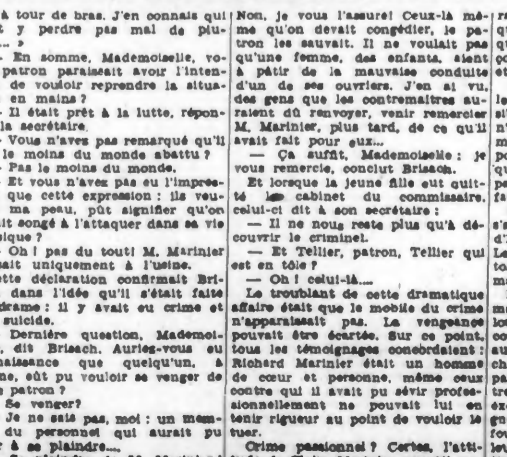 à tour de bras. J'en connais qui
y perdre pas mal de plu-
... »
— En somme, Mademoiselle, vo-
patron paraissait avoir l'inten-
de vouloir reprendre la situa-
en mains ?
— Il était prêt à la lutte, répon-
la secrétaire.
— Vous n'avez pas remarqué qu'il
le moins du monde abattu ?
— Pas le moins du monde.
— Et vous n'avez pas eu l'impres-
que cette expression : ils veu-
ma peau, pût signifier qu'on
ait songé à l'attaquer dans sa vie
sique ?
— Oh ! pas du tout! M. Marinier
sait uniquement à l'usine.
ette déclaration confirmait Bri-
dans l'idée qu'il s'était faite
drame : il y avait eu crime et
suicide.
Dernière question, Mademoi-
, dit Brisach. Auriez-vous eu
naissance que quelqu'un, à
ne, eût pu vouloir se venger de
patron ?
Se venger?
Je ne sais pas, moi : un mem-
du personnel qui aurait pu
r à se plaindre....
Non, je vous l'assure! Ceux-là mê-
me qu'on devait congédier, le pa-
tron les sauvait. Il ne voulait pas
qu'une femme, des enfants, aient
à pâtir de la mauvaise conduite
d'un de ses ouvriers. J'en ai vu,
des gens que les contremaîtres au-
raient dû renvoyer, venir remercier
M. Marinier, plus tard, de ce qu'il
avait fait pour eux...
— Ça suffit, Mademoiselle : je
vous remercie, conclut Brisach.
Et lorsque la jeune fille eut quit-
té le cabinet du commissaire,
celui-ci dit à son secrétaire :
— Il ne nous reste plus qu'à dé-
couvrir le criminel.
— Et Tellier, patron, Tellier qui
est en tôle ?
— Oh ! celui-là....
Le troublant de cette dramatique
affaire était que le mobile du crime
n'apparaissait pas. La vengeance
pouvait être écartée. Sur ce point,
tous les témoignages concordaient :
Richard Marinier était un homme
de cœur et personne, même ceux
contre qui il avait pu sévir profes-
sionnellement ne pouvait lui en
tenir rigueur au point de vouloir le
tuer.
Crime passionnel ? Certes, l'atti-